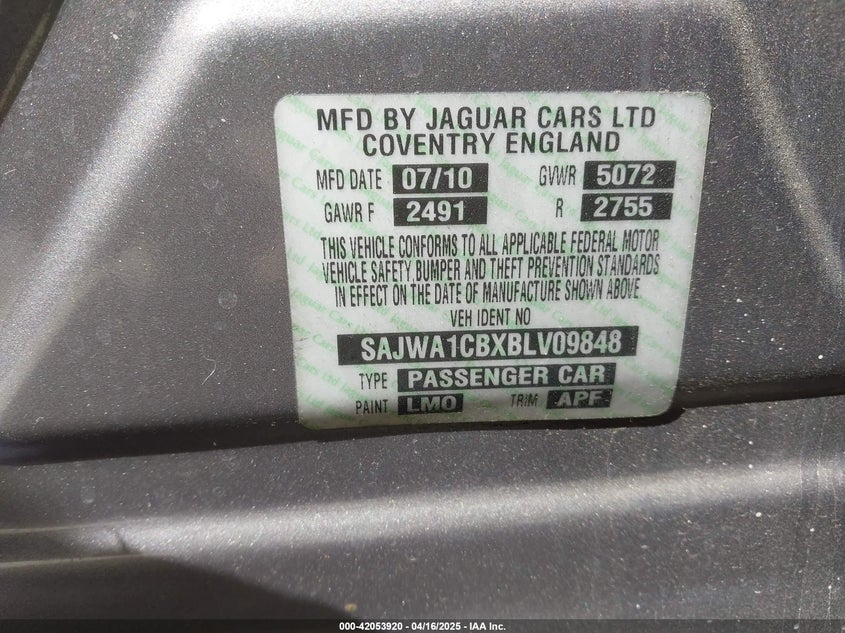 MFD BY JAGUAR CARS LTD
COVENTRY ENGLAND
MFD DATE 07/10 GVWR 5072
GAWR F 2491 R 2755
THIS VEHICLE CONFORMS TO ALL APPLICABLE FEDERAL MOTOR
VEHICLE SAFETY, BUMPER AND THEFT PREVENTION STANDARDS
IN EFFECT ON THE DATE OF MANUFACTURE SHOWN ABOVE
VEH IDENT NO
SAJWA1CBXBLV09848
TYPE PASSENGER CAR
PAINT LMO TRIM APF
000-42053920 - 04/16/2025 - IAA Inc.